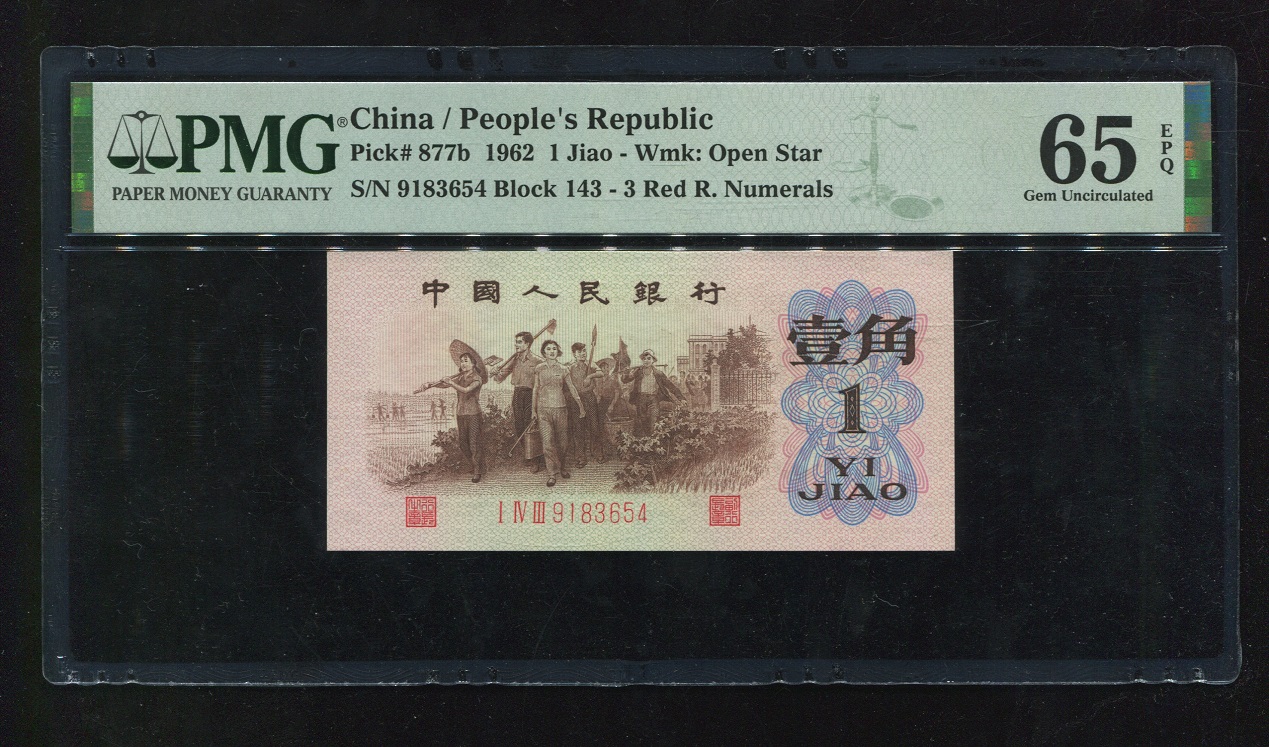 PMG®
PAPER MONEY GUARANTY
China / People's Republic
Pick# 877b 1962 1 Jiao - Wmk: Open Star
S/N 9183654 Block 143 - 3 Red R. Numerals
65
EPQ
Gem Uncirculated
中國人民銀行
壹角
1
YI
JIAO
I IV III 9183654